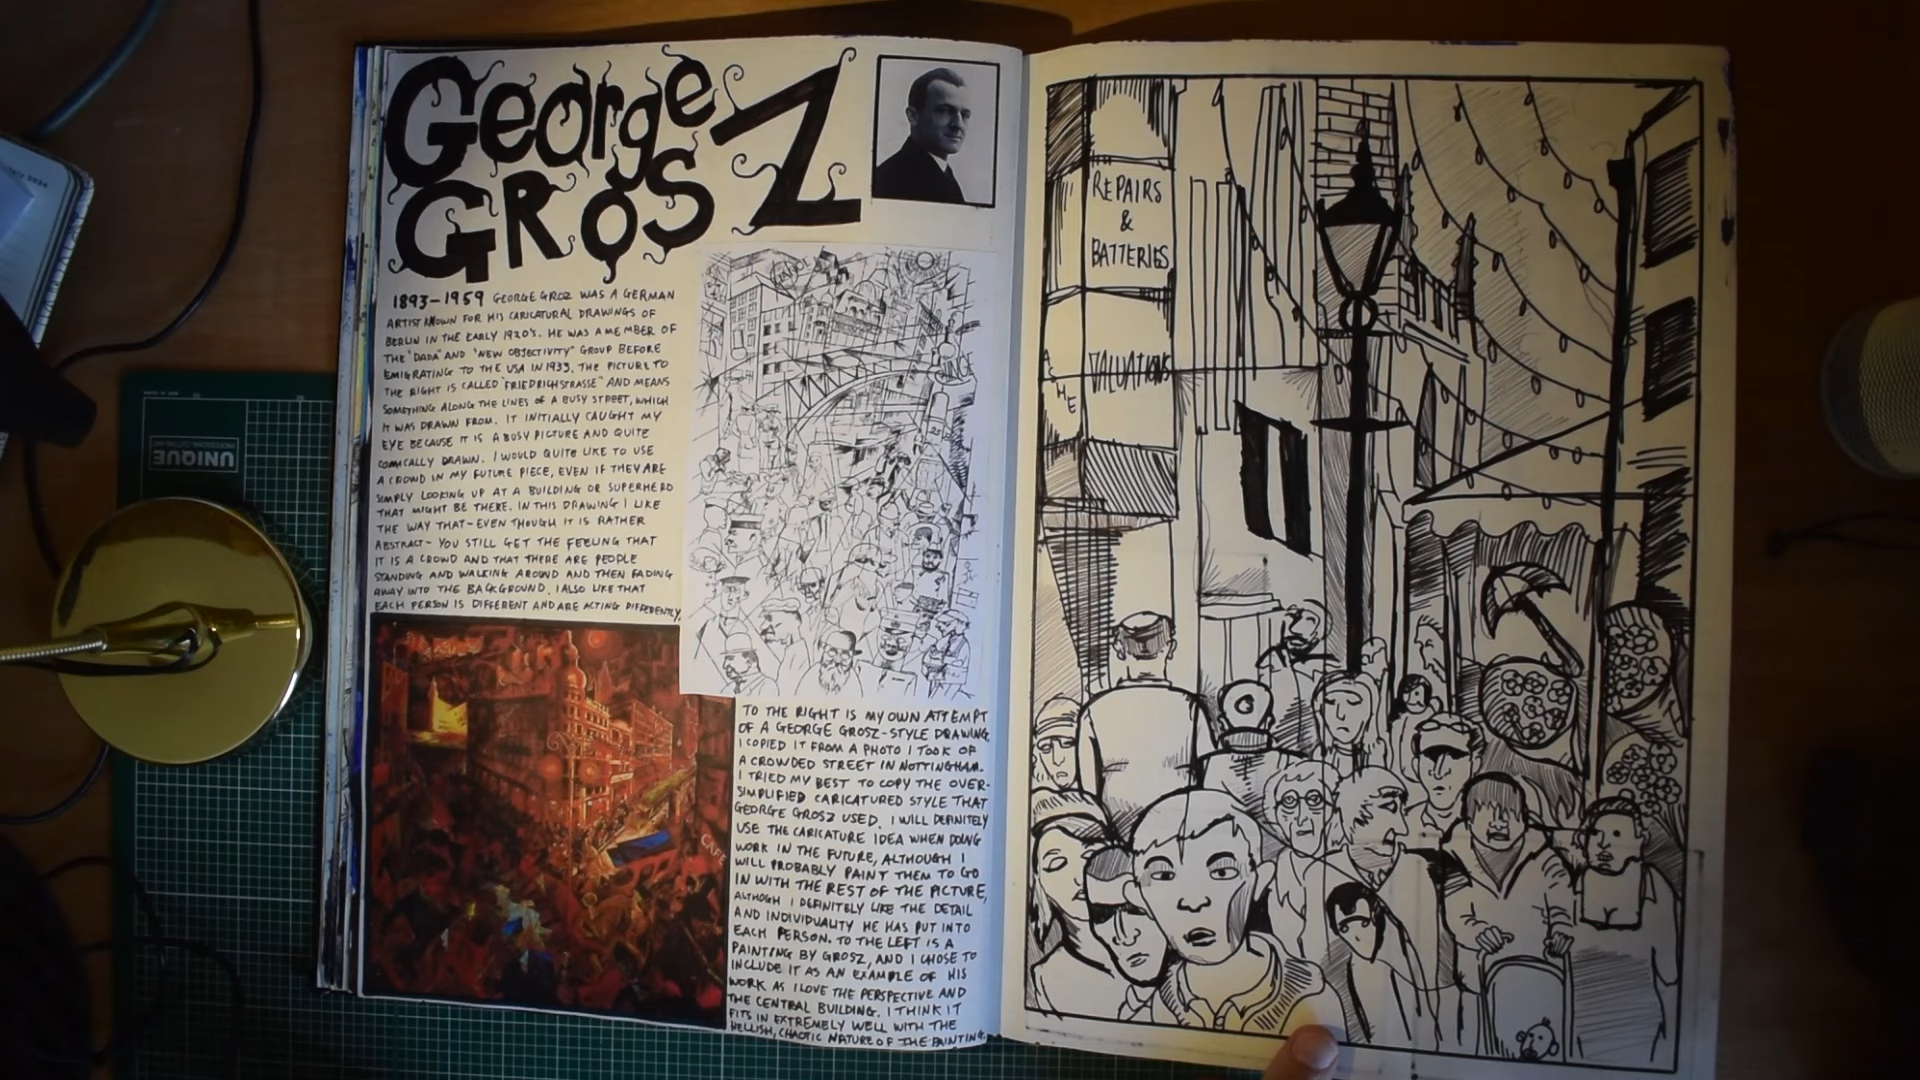 George
GROSZ
1893-1959 GEORGE GROZ WAS A GERMAN
ARTIST KNOWN FOR HIS CARICATURAL DRAWINGS OF
BERLIN IN THE EARLY 1920'S. HE WAS A MEMBER OF
THE "DADA" AND "NEW OBJECTIVITY" GROUP BEFORE
EMIGRATING TO THE USA IN 1933. THE PICTURE TO
THE RIGHT IS CALLED "FRIEDRICHSTRASSE" AND MEANS
SOMETHING ALONG THE LINES OF A BUSY STREET, WHICH
IT WAS DRAWN FROM. IT INITIALLY CAUGHT MY
EYE BECAUSE IT IS A BUSY PICTURE AND QUITE
COMICALLY DRAWN. I WOULD QUITE LIKE TO USE
A CROWD IN MY FUTURE PIECE, EVEN IF THEY ARE
SIMPLY LOOKING UP AT A BUILDING OR SUPERHERO
THAT MIGHT BE THERE. IN THIS DRAWING I LIKE
THE WAY THAT - EVEN THOUGH IT IS RATHER
ABSTRACT - YOU STILL GET THE FEELING THAT
IT IS A CROWD AND THAT THERE ARE PEOPLE
STANDING AND WALKING AROUND AND THEN FADING
AWAY INTO THE BACKGROUND. I ALSO LIKE THAT
EACH PERSON IS DIFFERENT AND ARE ACTING DIFFERENTLY.
CAFE
TO THE RIGHT IS MY OWN ATTEMPT
OF A GEORGE GROSZ-STYLE DRAWING.
I COPIED IT FROM A PHOTO I TOOK OF
A CROWDED STREET IN NOTTINGHAM.
I TRIED MY BEST TO COPY THE OVER-
SIMPLIFIED CARICATURED STYLE THAT
GEORGE GROSZ USED. I WILL DEFINITELY
USE THE CARICATURE IDEA WHEN DOING
WORK IN THE FUTURE, ALTHOUGH I
WILL PROBABLY PAINT THEM TO GO
IN WITH THE REST OF THE PICTURE,
ALTHOGH I DEFINITELY LIKE THE DETAIL
AND INDIVIDUALITY HE HAS PUT INTO
EACH PERSON. TO THE LEFT IS A
PAINTING BY GROSZ, AND I CHOSE TO
INCLUDE IT AS AN EXAMPLE OF HIS
WORK AS I LOVE THE PERSPECTIVE AND
THE CENTRAL BUILDING. I THINK IT
FITS IN EXTREMELY WELL WITH THE
HELLISH, CHAOTIC NATURE OF THE PAINTING.
REPAIRS
&
BATTERIES
VALUATIONS
UNIQUE